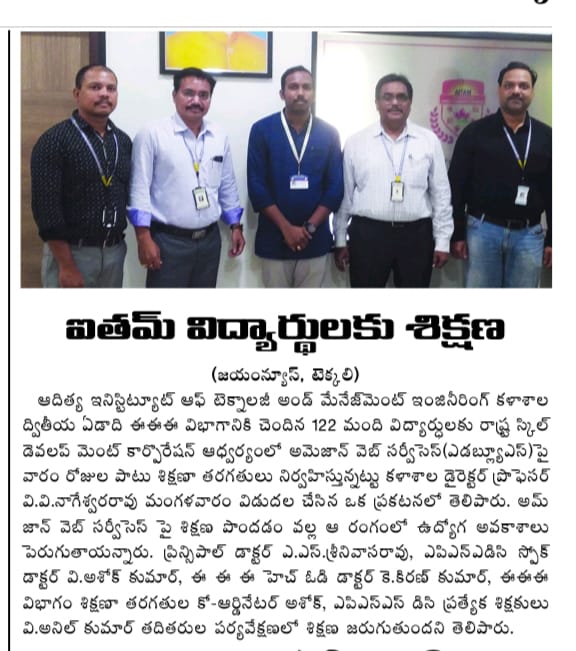 AITAM
ఐతమ్ విద్యార్థులకు శిక్షణ
(జయంన్యూస్, టెక్కలి)
ఆదిత్య ఇనిస్టిట్యూట్ ఆఫ్ టెక్నాలజీ అండ్ మేనేజ్‌మెంట్ ఇంజినీరింగ్ కళాశాల
ద్వితీయ ఏడాది ఈఈఈ విభాగానికి చెందిన 122 మంది విద్యార్ధులకు రాష్ట్ర స్కిల్
డెవలప్ మెంట్ కార్పొరేషన్ ఆధ్వర్యంలో అమెజాన్ వెబ్ సర్వీసెస్(ఎడబ్ల్యూఎస్)పై
వారం రోజుల పాటు శిక్షణా తరగతులు నిర్వహిస్తున్నట్టు కళాశాల డైరెక్టర్ ప్రొఫెసర్
వి.వి.నాగేశ్వరరావు మంగళవారం విడుదల చేసిన ఒక ప్రకటనలో తెలిపారు. అమ్
జాన్ వెబ్ సర్వీసెస్ పై శిక్షణ పొందడం వల్ల ఆ రంగంలో ఉద్యోగ అవకాశాలు
పెరుగుతాయన్నారు. ప్రిన్సిపాల్ డాక్టర్ ఎ.ఎస్.శ్రీనివాసరావు, ఎపిఎస్ఎడిసి స్పోక్
డాక్టర్ వి.అశోక్ కుమార్, ఈ ఈ ఈ హెచ్ ఓడి డాక్టర్ కె.కిరణ్ కుమార్, ఈఈఈ
విభాగం శిక్షణా తరగతుల కో-ఆర్డినేటర్ అశోక్, ఎపిఎస్ఎస్ డిసి ప్రత్యేక శిక్షకులు
వి.అనిల్ కుమార్ తదితరుల పర్యవేక్షణలో శిక్షణ జరుగుతుందని తెలిపారు.